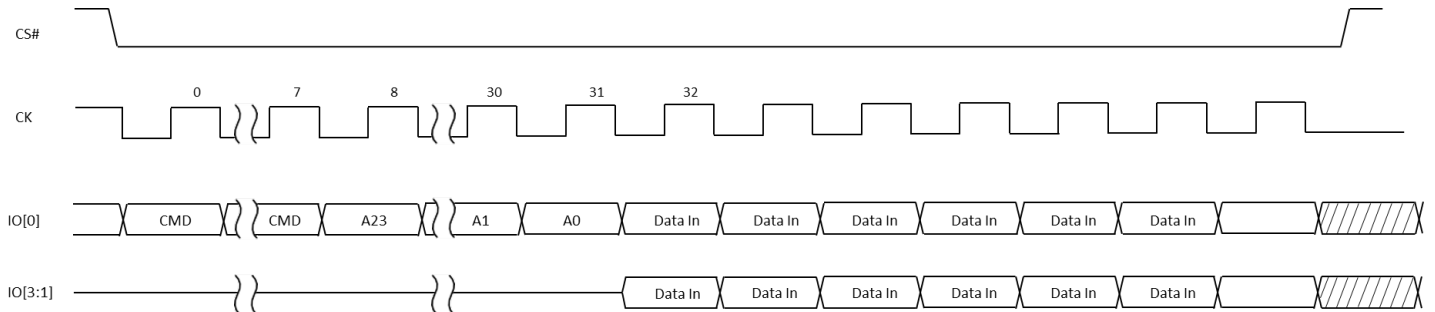 CS#
0 7 8 30 31 32
CK
IO[0] CMD CMD A23 A1 A0 Data In Data In Data In Data In Data In Data In
IO[3:1] Data In Data In Data In Data In Data In Data In